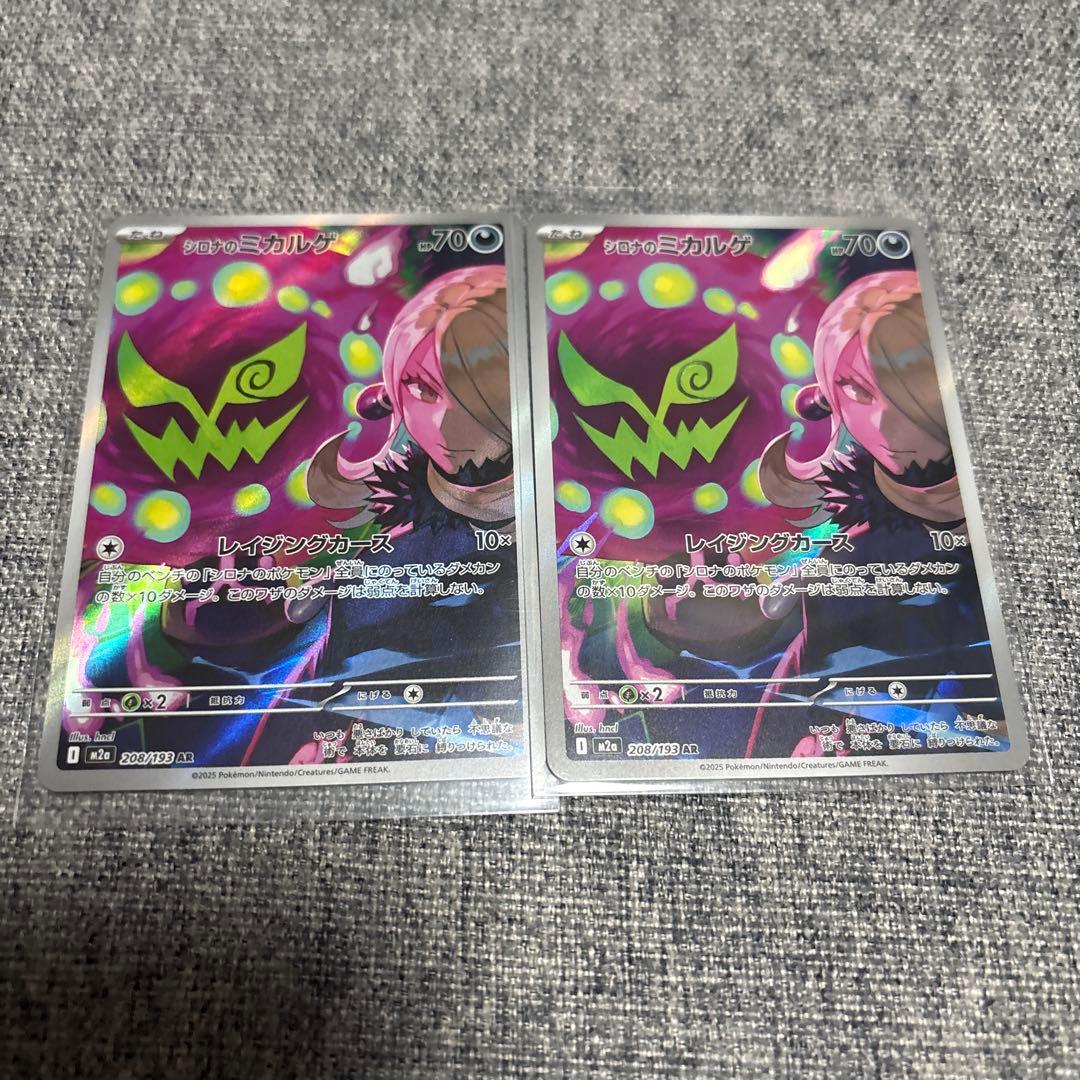 たね
シロナのミカルゲ HP70
レイジングカース 10×
自分のベンチの「シロナのポケモン」全員にのっているダメカン
の数×10ダメージ。このワザのダメージは弱点を計算しない。
弱点 ×2 抵抗力 にげる
Illus. hncl
I m2a 208/193 AR
いつも 悪さばかり していたら 不思議な
術で 本体を 要石に 縛りつけられた。
©2025 Pokémon/Nintendo/Creatures/GAME FREAK.
たね
シロナのミカルゲ HP70
レイジングカース 10×
自分のベンチの「シロナのポケモン」全員にのっているダメカン
の数×10ダメージ。このワザのダメージは弱点を計算しない。
弱点 ×2 抵抗力 にげる
Illus. hncl
I m2a 208/193 AR
いつも 悪さばかり していたら 不思議な
術で 本体を 要石に 縛りつけられた。
©2025 Pokémon/Nintendo/Creatures/GAME FREAK.